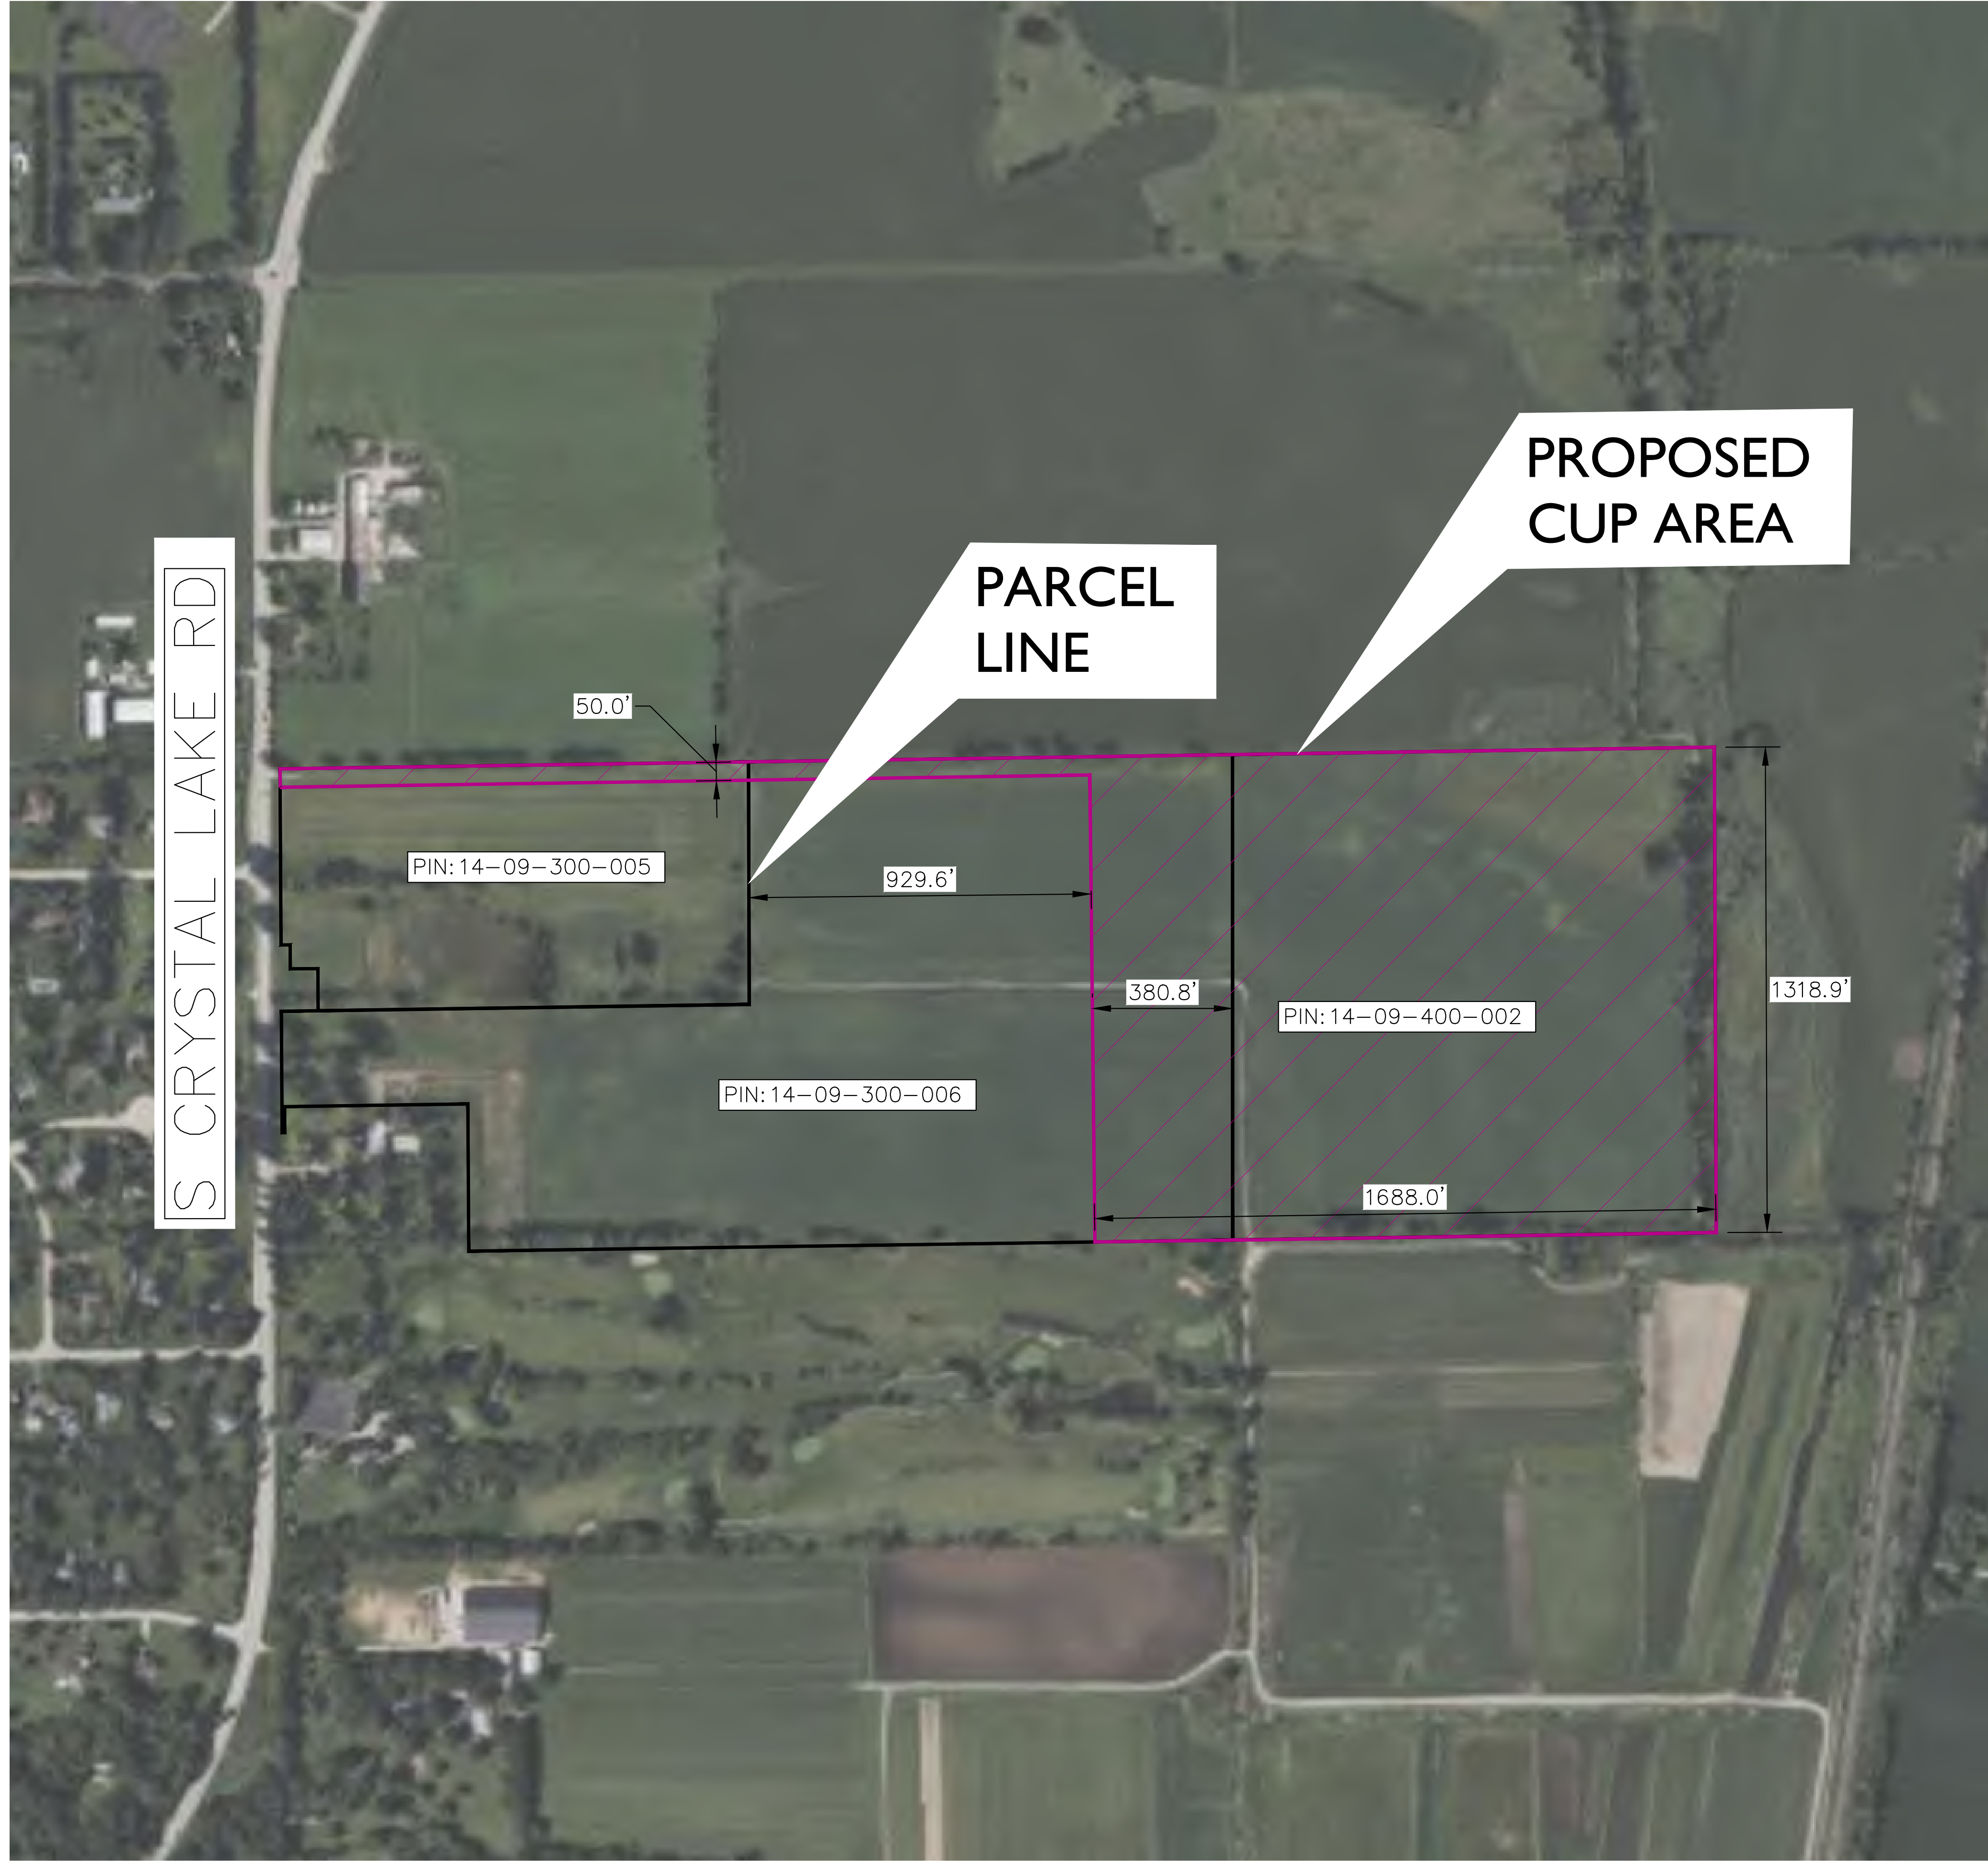 PROPOSED
CUP AREA
PARCEL
LINE
S CRYSTAL LAKE RD
50.0'
PIN: 14-09-300-005
929.6'
380.8'
PIN: 14-09-400-002
1318.9'
PIN: 14-09-300-006
1688.0'